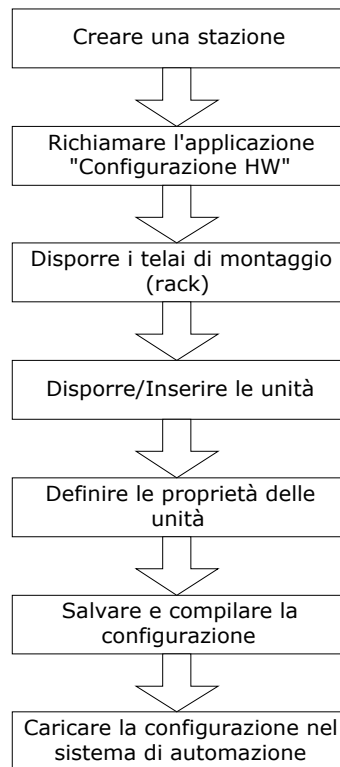 Creare una stazione
Richiamare l'applicazione
"Configurazione HW"
Disporre i telai di montaggio
(rack)
Disporre/Inserire le unità
Definire le proprietà delle
unità
Salvare e compilare la
configurazione
Caricare la configurazione nel
sistema di automazione